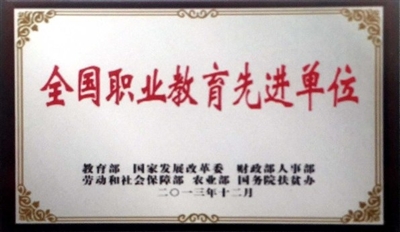 全国职业教育先进单位
教育部 国家发展改革委 财政部人事部
劳动和社会保障部 农业部 国务院扶贫办
二〇一三年十二月